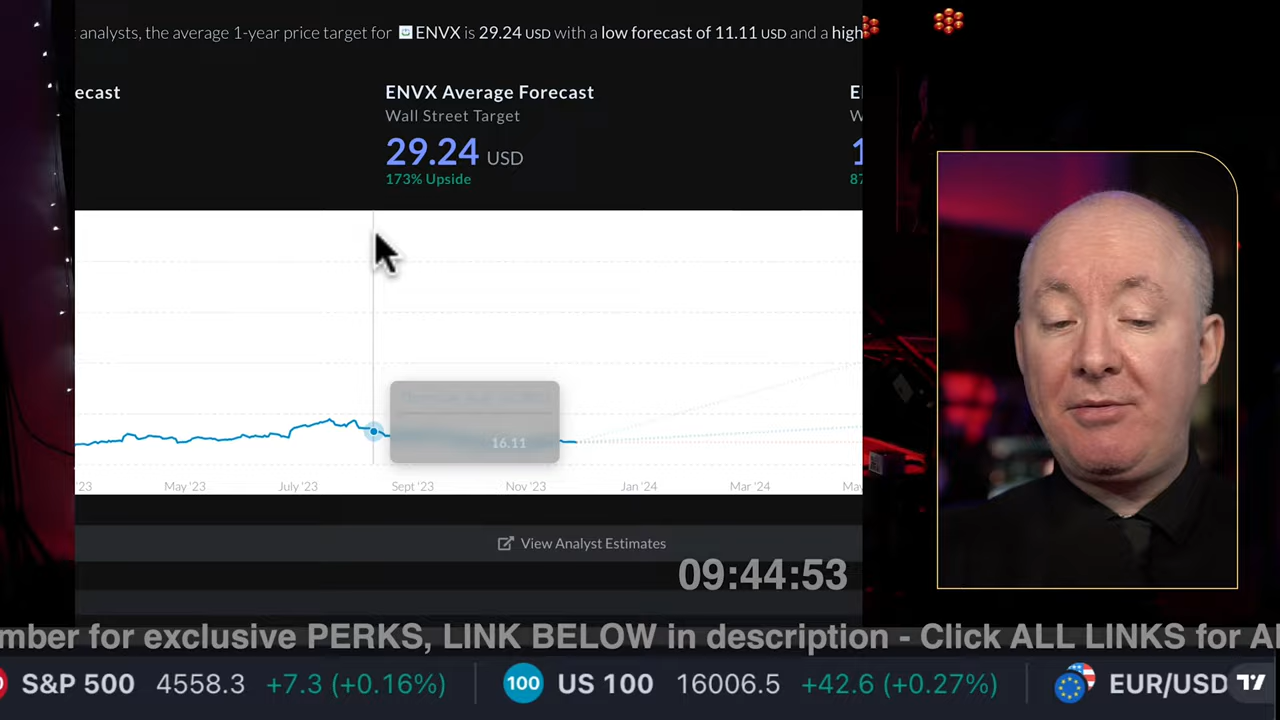 analysts, the average 1-year price target for ENVX is 29.24 USD with a low forecast of 11.11 USD and a high
ecast
ENVX Average Forecast
Wall Street Target
29.24 USD
173% Upside
E
W
1
87
16.11
'23
May '23
July '23
Sept '23
Nov '23
Jan '24
Mar '24
May
View Analyst Estimates
09:44:53
mber for exclusive PERKS, LINK BELOW in description - Click ALL LINKS for A
S&P 500 4558.3 +7.3 (+0.16%) 100 US 100 16006.5 +42.6 (+0.27%) EUR/USD